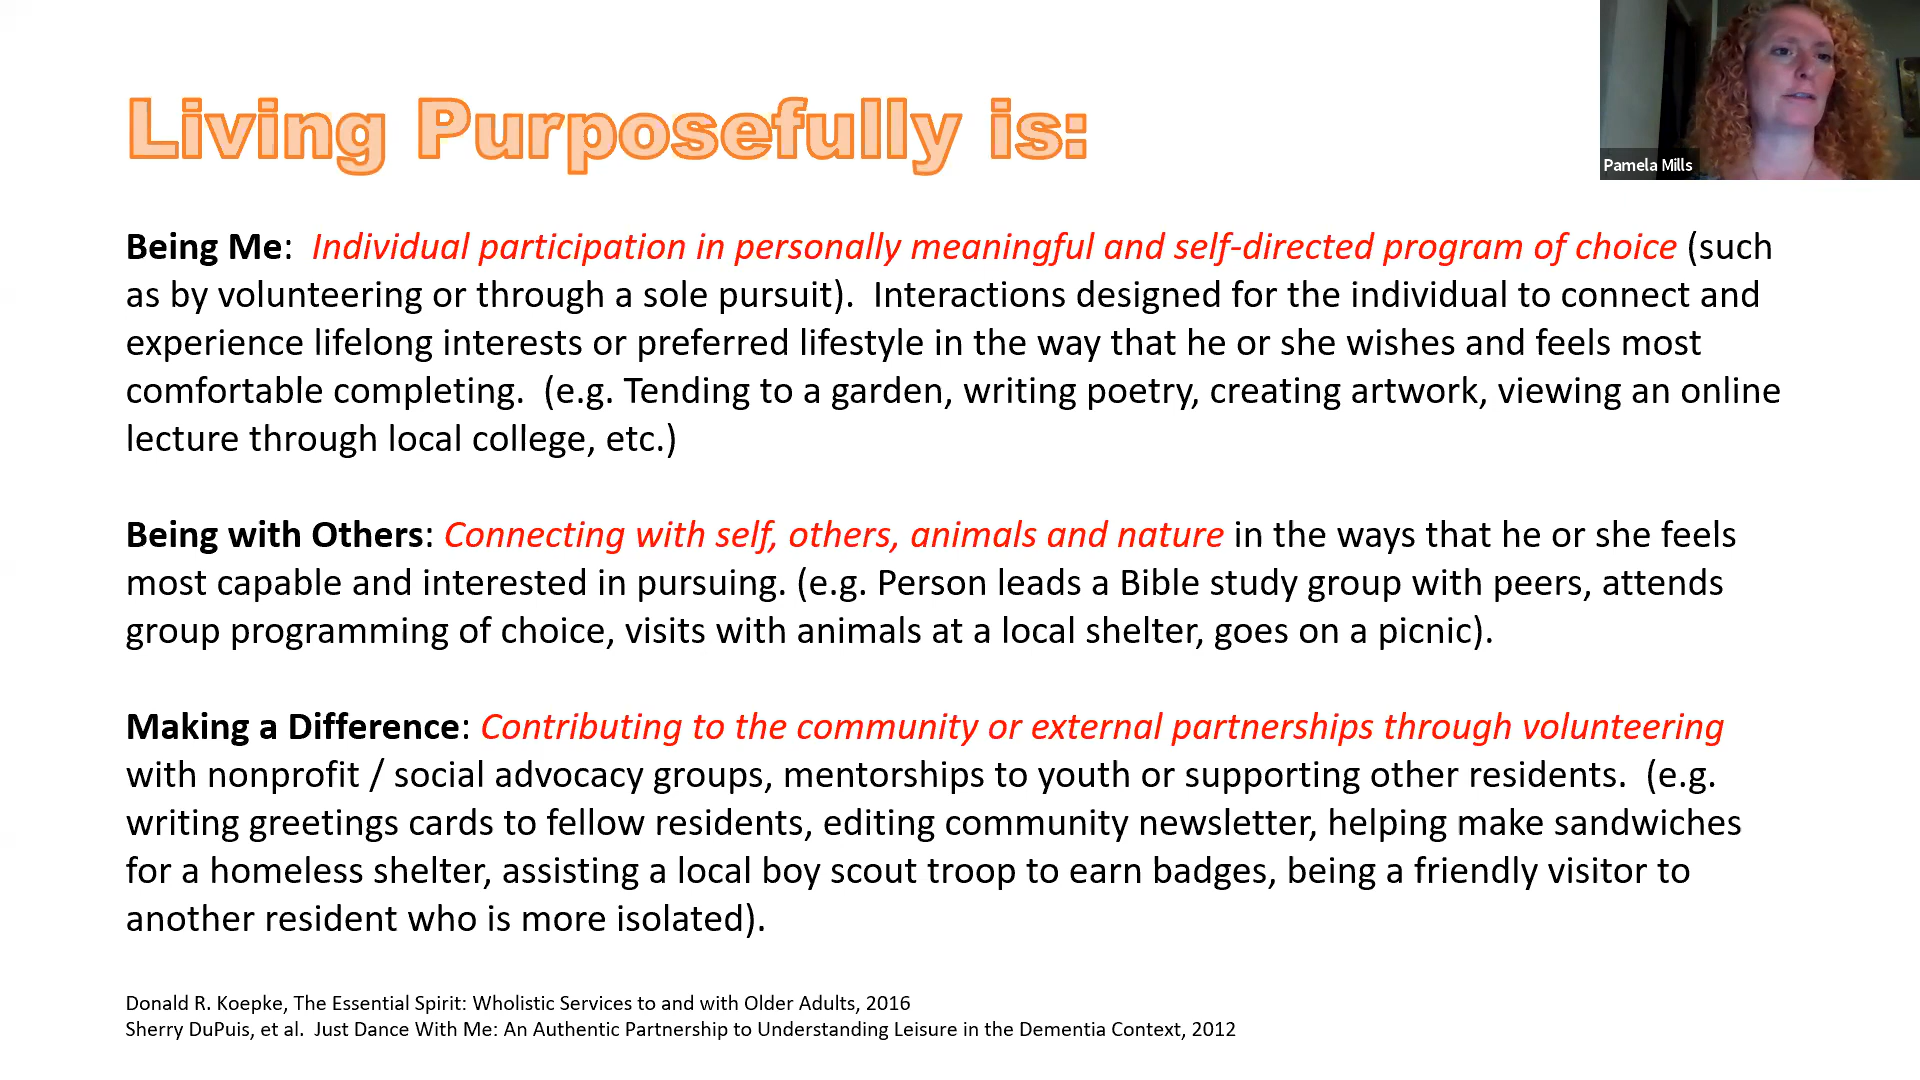 Living Purposefully is:
Pamela Mills
Being Me:  Individual participation in personally meaningful and self-directed program of choice (such
as by volunteering or through a sole pursuit).  Interactions designed for the individual to connect and
experience lifelong interests or preferred lifestyle in the way that he or she wishes and feels most
comfortable completing.  (e.g. Tending to a garden, writing poetry, creating artwork, viewing an online
lecture through local college, etc.)
Being with Others: Connecting with self, others, animals and nature in the ways that he or she feels
most capable and interested in pursuing. (e.g. Person leads a Bible study group with peers, attends
group programming of choice, visits with animals at a local shelter, goes on a picnic).
Making a Difference: Contributing to the community or external partnerships through volunteering
with nonprofit / social advocacy groups, mentorships to youth or supporting other residents.  (e.g.
writing greetings cards to fellow residents, editing community newsletter, helping make sandwiches
for a homeless shelter, assisting a local boy scout troop to earn badges, being a friendly visitor to
another resident who is more isolated).
Donald R. Koepke, The Essential Spirit: Wholistic Services to and with Older Adults, 2016
Sherry DuPuis, et al.  Just Dance With Me: An Authentic Partnership to Understanding Leisure in the Dementia Context, 2012